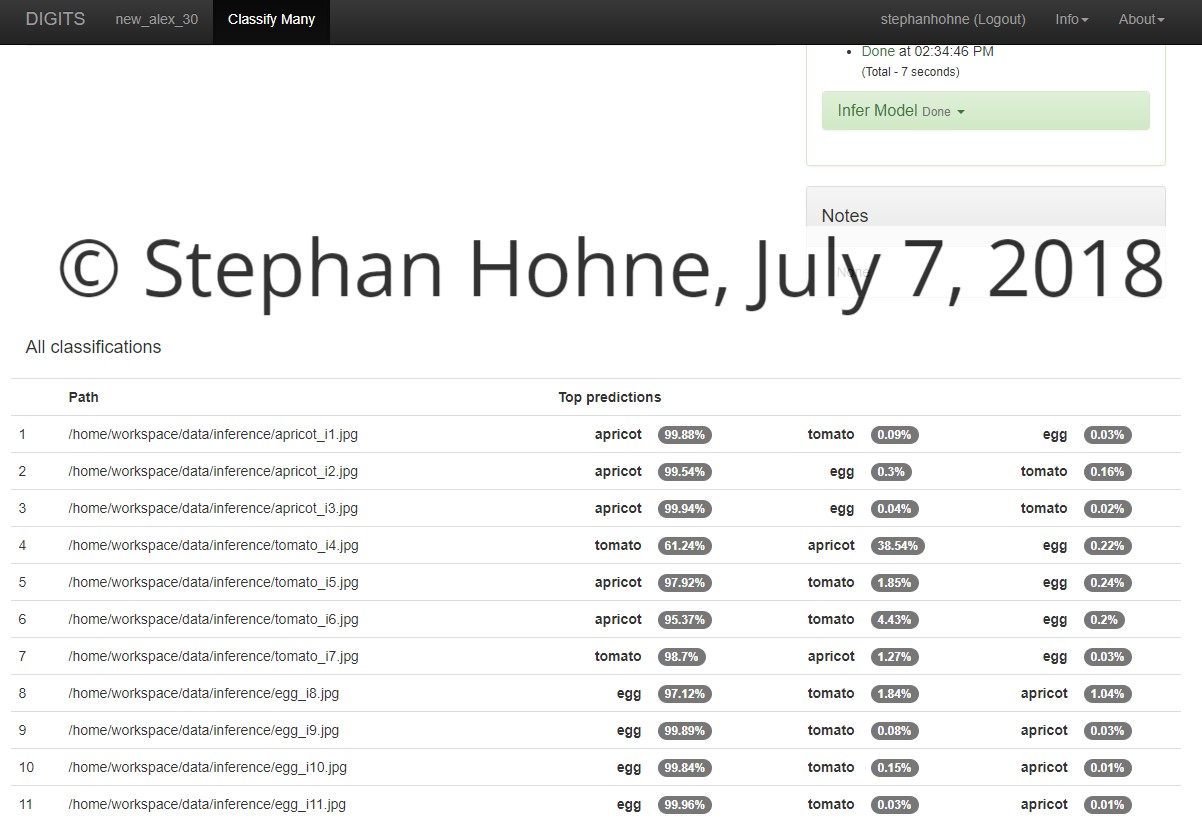 DIGITS new_alex_30 Classify Many stephanhohne (Logout) Info About
Done at 02:34:46 PM
(Total - 7 seconds)
Infer Model Done
Notes
None
© Stephan Hohne, July 7, 2018
All classifications
Path Top predictions
1 /home/workspace/data/inference/apricot_i1.jpg apricot 99.88% tomato 0.09% egg 0.03%
2 /home/workspace/data/inference/apricot_i2.jpg apricot 99.54% egg 0.3% tomato 0.16%
3 /home/workspace/data/inference/apricot_i3.jpg apricot 99.94% egg 0.04% tomato 0.02%
4 /home/workspace/data/inference/tomato_i4.jpg tomato 61.24% apricot 38.54% egg 0.22%
5 /home/workspace/data/inference/tomato_i5.jpg apricot 97.92% tomato 1.85% egg 0.24%
6 /home/workspace/data/inference/tomato_i6.jpg apricot 95.37% tomato 4.43% egg 0.2%
7 /home/workspace/data/inference/tomato_i7.jpg tomato 98.7% apricot 1.27% egg 0.03%
8 /home/workspace/data/inference/egg_i8.jpg egg 97.12% tomato 1.84% apricot 1.04%
9 /home/workspace/data/inference/egg_i9.jpg egg 99.89% tomato 0.08% apricot 0.03%
10 /home/workspace/data/inference/egg_i10.jpg egg 99.84% tomato 0.15% apricot 0.01%
11 /home/workspace/data/inference/egg_i11.jpg egg 99.96% tomato 0.03% apricot 0.01%